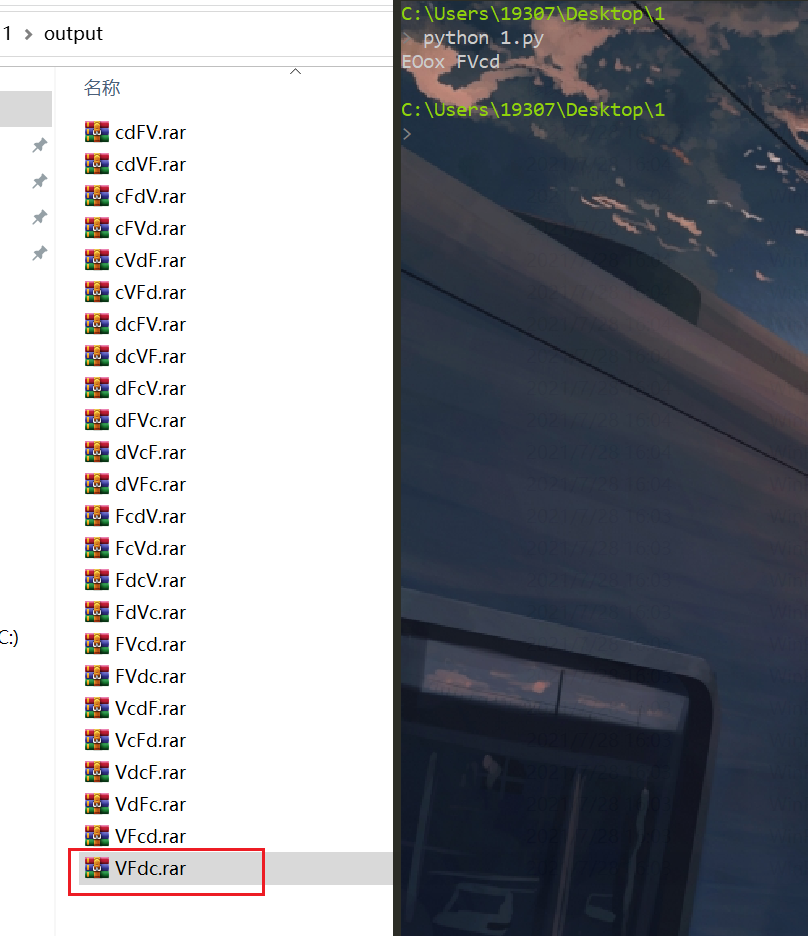 1 > output
名称
cdFV.rar
cdVF.rar
cFdV.rar
cFVd.rar
cVdF.rar
cVFd.rar
dcFV.rar
dcVF.rar
dFcV.rar
dFVc.rar
dVcF.rar
dVFc.rar
FcdV.rar
FcVd.rar
FdcV.rar
FdVc.rar
FVcd.rar
FVdc.rar
VcdF.rar
VcFd.rar
VdcF.rar
VdFc.rar
VFcd.rar
VFdc.rar
C:)
C:\Users\19307\Desktop\1
> python 1.py
EOox FVcd
C:\Users\19307\Desktop\1
>